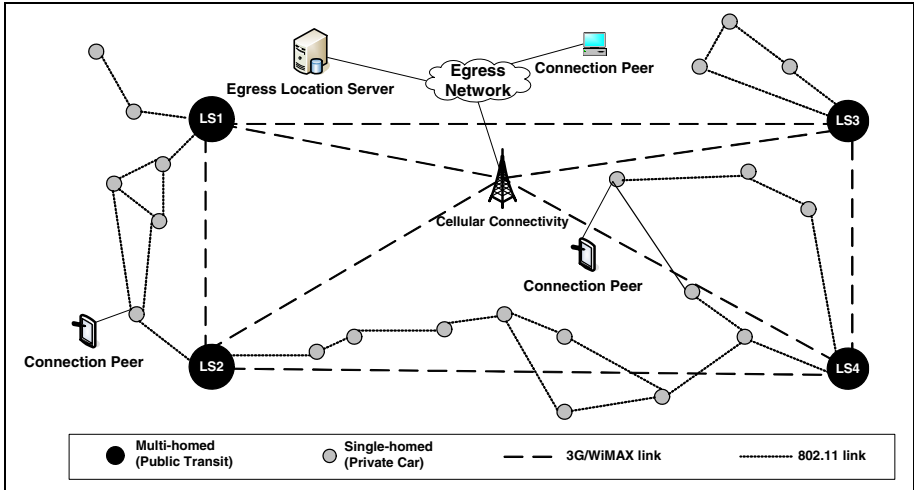 Egress Location Server
Egress
Network
Connection Peer
LS1
LS3
Cellular Connectivity
Connection Peer
Connection Peer
LS2
LS4
Multi-homed
(Public Transit)
Single-homed
(Private Car)
3G/WiMAX link
802.11 link